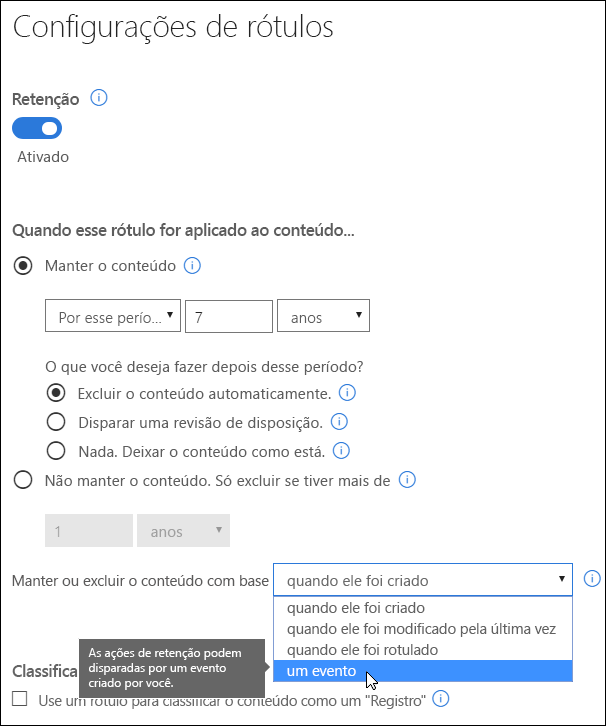 Configurações de rótulos
Retenção
Ativado
Quando esse rótulo for aplicado ao conteúdo...
Manter o conteúdo
Por esse perío... 7 anos
O que você deseja fazer depois desse período?
Excluir o conteúdo automaticamente.
Disparar uma revisão de disposição.
Nada. Deixar o conteúdo como está.
Não manter o conteúdo. Só excluir se tiver mais de
1 anos
Manter ou excluir o conteúdo com base quando ele foi criado
quando ele foi criado
quando ele foi modificado pela última vez
quando ele foi rotulado
um evento
As ações de retenção podem
disparadas por um evento
criado por você.
Classifica
Use um rótulo para classificar o conteúdo como um "Registro"